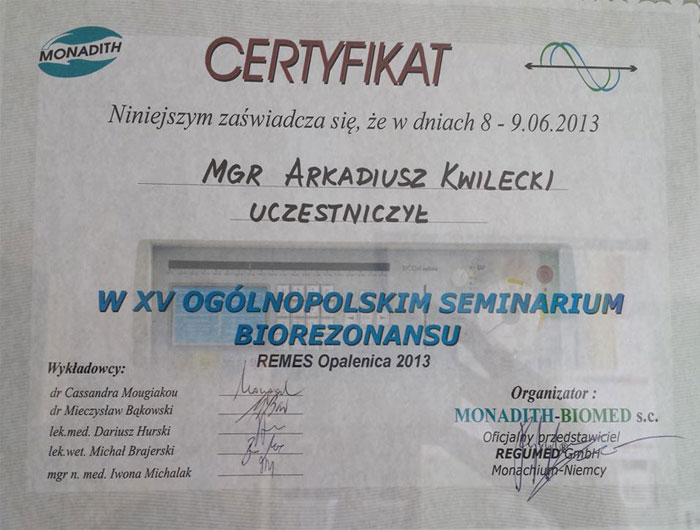 MONADITH
CERTYFIKAT
Niniejszym zaświadcza się, że w dniach 8 - 9.06.2013
MGR ARKADIUSZ KWILECKI
UCZESTNICZYŁ
W XV OGÓLNOPOLSKIM SEMINARIUM
BIOREZONANSU
REMES Opalenica 2013
Wykładowcy:
dr Cassandra Mougiakou
dr Mieczysław Bąkowski
lek.med. Dariusz Hurski
lek.wet. Michał Brajerski
mgr n. med. Iwona Michalak
Organizator :
MONADITH-BIOMED s.c.
Oficjalny przedstawiciel
REGUMED GmbH
Monachium-Niemcy